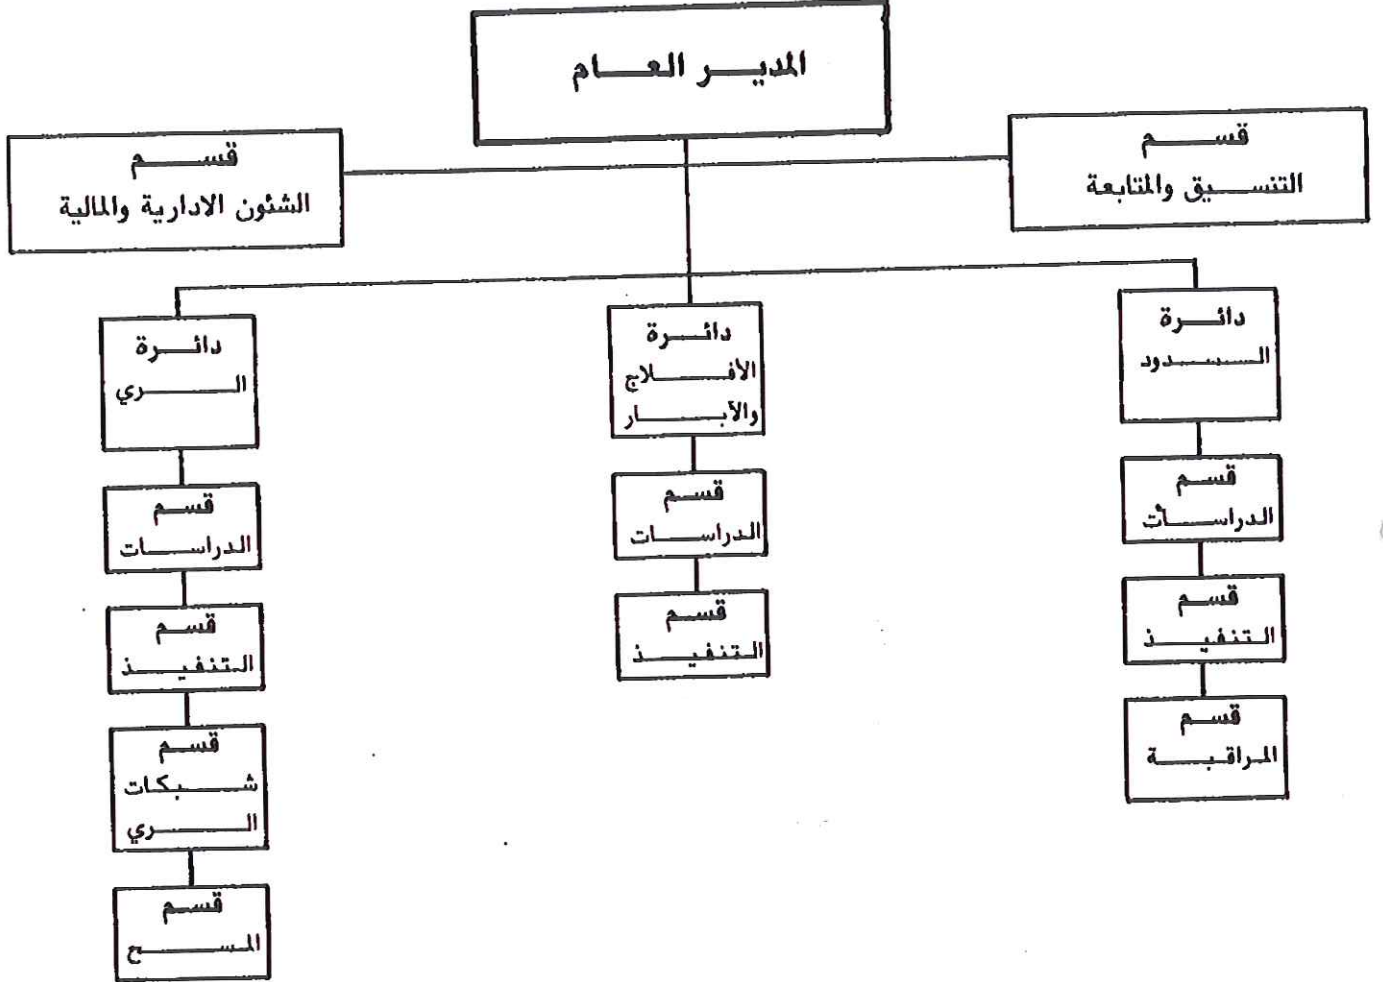 المدير العام
قسم
التنسيق والمتابعة
قسم
الشئون الادارية والمالية
دائرة
السدود
قسم
الدراسات
قسم
التنفيذ
قسم
المراقبة
دائرة
الأفلاج
والآبار
قسم
الدراسات
قسم
التنفيذ
دائرة
الري
قسم
الدراسات
قسم
التنفيذ
قسم
شبكات
الري
قسم
المسح